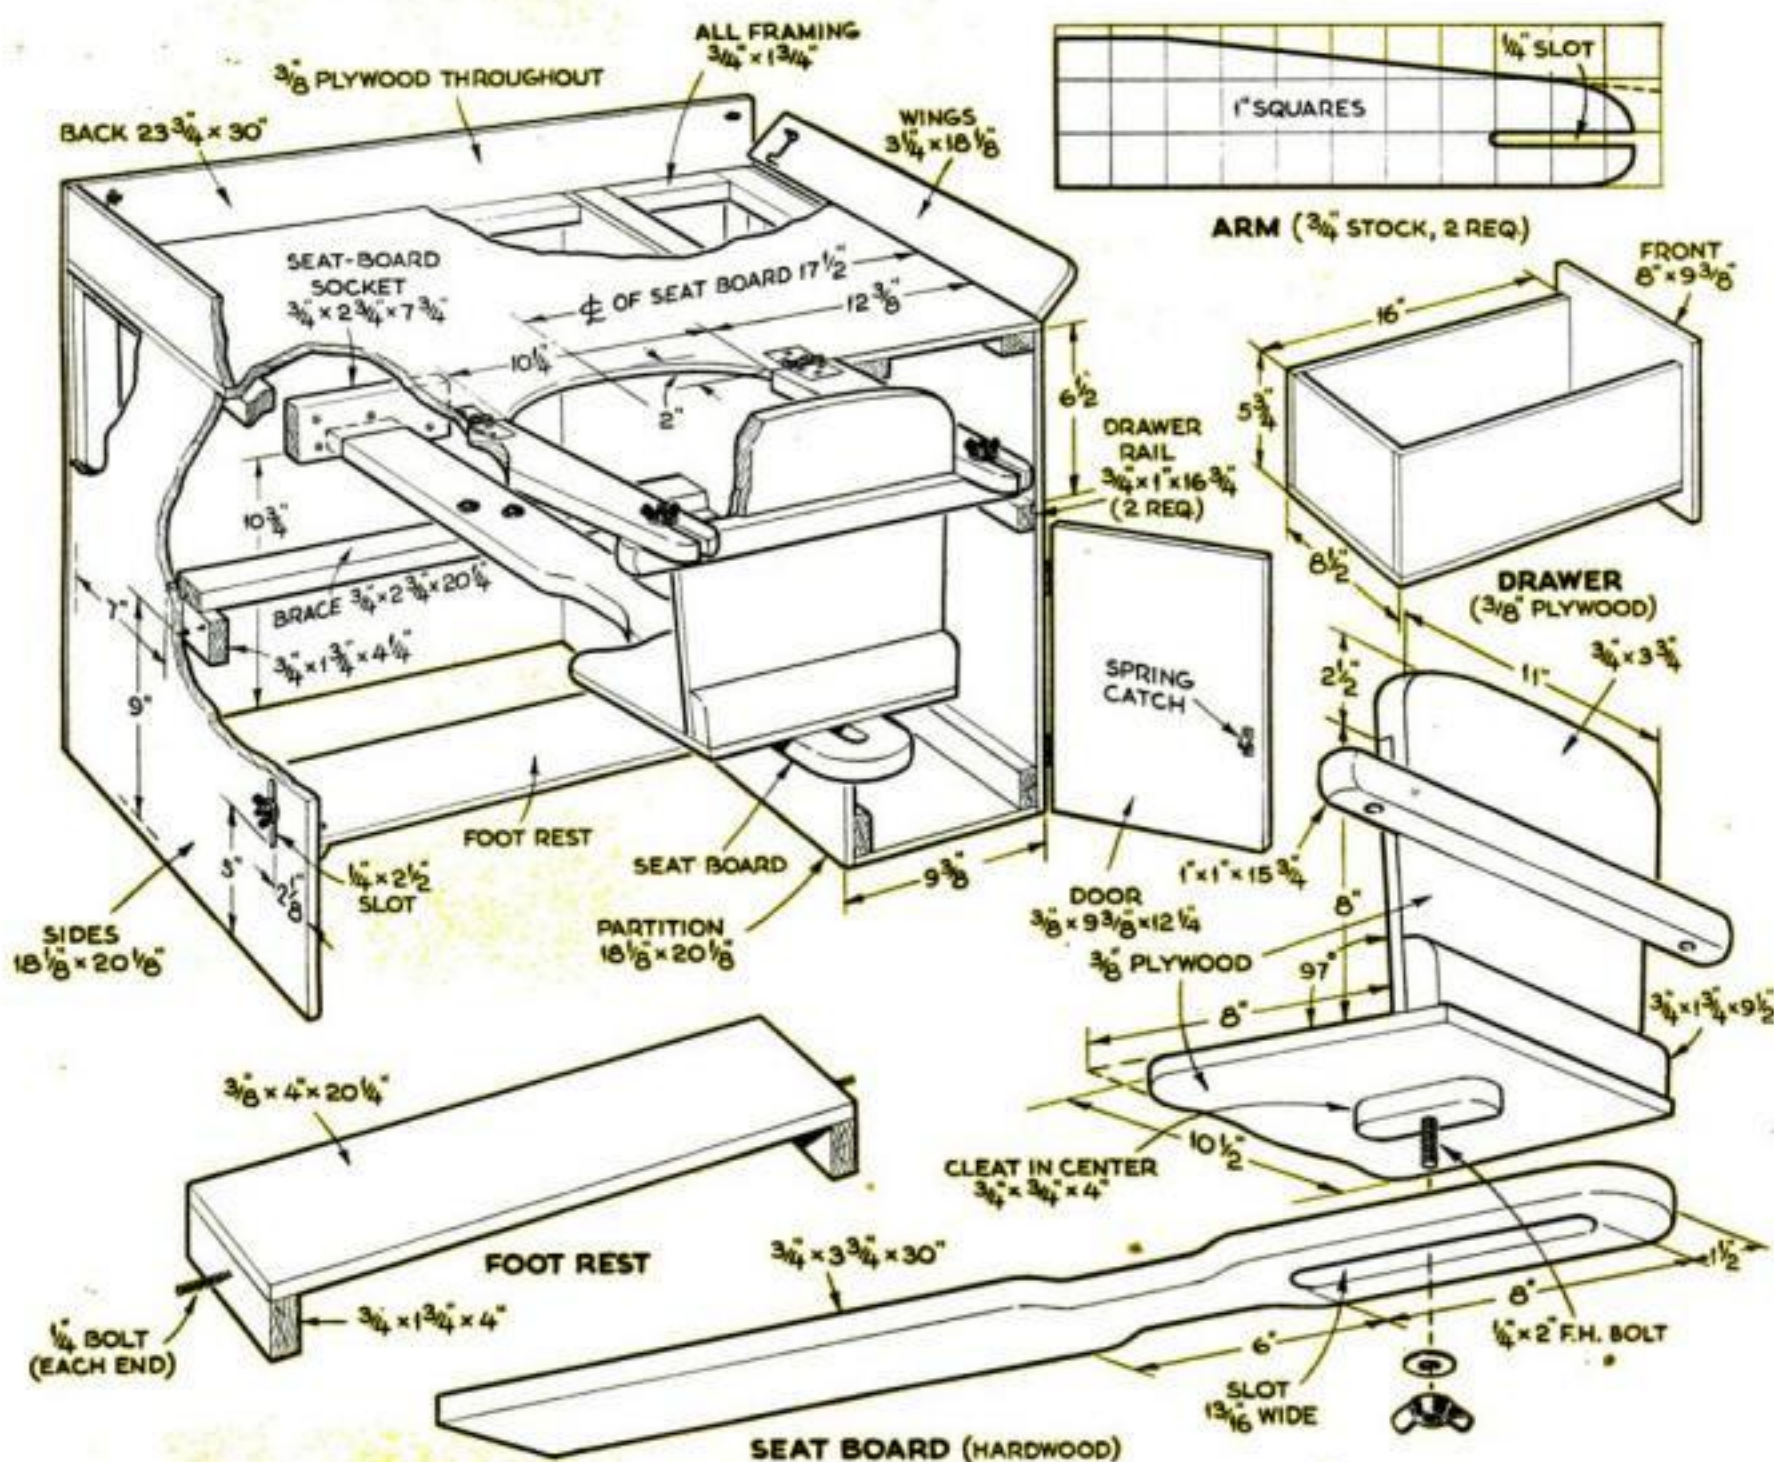 ALL FRAMING
3/4" x 1 3/4"
3/8" PLYWOOD THROUGHOUT
BACK 23 3/4" x 30"
WINGS
3 1/4" x 18 1/8"
1/4" SLOT
1" SQUARES
ARM (3/4" STOCK, 2 REQ.)
SEAT-BOARD
SOCKET
3/4" x 2 3/4" x 7 3/4"
℄ OF SEAT BOARD 17 1/2"
12 3/8"
10 1/4"
2"
6 1/2"
DRAWER
RAIL
3/4" x 1" x 16 3/4"
(2 REQ.)
FRONT
8" x 9 3/8"
16"
5 3/4"
8 1/2"
DRAWER
(3/8" PLYWOOD)
10 3/4"
BRACE 3/4" x 2 3/4" x 20 1/4"
7"
3/4" x 1 3/4" x 4 1/4"
9"
SPRING
CATCH
FOOT REST
SEAT BOARD
1/4" x 2 1/2"
SLOT
2 1/8"
SIDES
18 1/8" x 20 1/8"
PARTITION
18 1/8" x 20 1/8"
9 3/8"
DOOR
3/8" x 9 3/8" x 12 1/4"
2 1/2"
11"
3/4" x 3 3/4"
1" x 1" x 15 3/4"
8"
3/8" PLYWOOD
97°
8"
3/4" x 1 3/4" x 9 1/2"
10 1/2"
CLEAT IN CENTER
3/4" x 3/4" x 4"
3/8" x 4" x 20 1/4"
FOOT REST
1/4" BOLT
(EACH END)
3/4" x 1 3/4" x 4"
3/4" x 3 3/4" x 30"
1 1/2"
8"
6"
1/4" x 2" F.H. BOLT
SLOT
13/16" WIDE
SEAT BOARD (HARDWOOD)